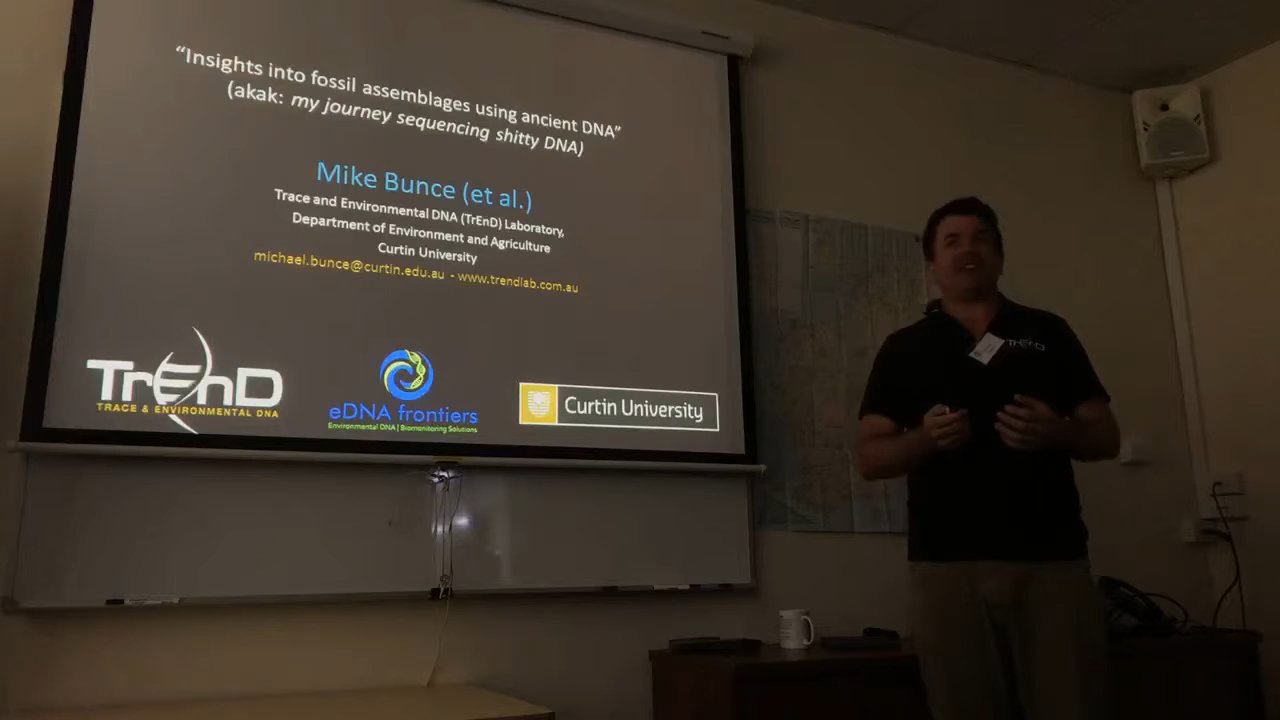 “Insights into fossil assemblages using ancient DNA”
(akak: my journey sequencing shitty DNA)
Mike Bunce (et al.)
Trace and Environmental DNA (TrEnD) Laboratory,
Department of Environment and Agriculture
Curtin University
michael.bunce@curtin.edu.au - www.trendlab.com.au
TrEnD
TRACE & ENVIRONMENTAL DNA
eDNA frontiers
Environmental DNA | Biomonitoring Solutions
Curtin University
TrEnD